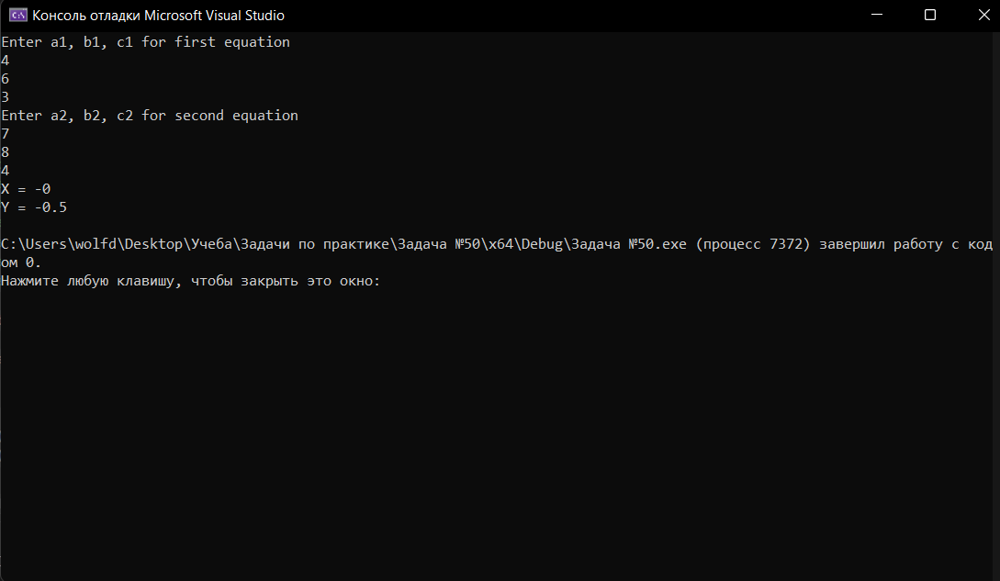 Консоль отладки Microsoft Visual Studio
Enter a1, b1, c1 for first equation
4
6
3
Enter a2, b2, c2 for second equation
7
8
4
X = -0
Y = -0.5
C:\Users\wolfd\Desktop\Учеба\Задачи по практике\Задача №50\x64\Debug\Задача №50.exe (процесс 7372) завершил работу с код
ом 0.
Нажмите любую клавишу, чтобы закрыть это окно: